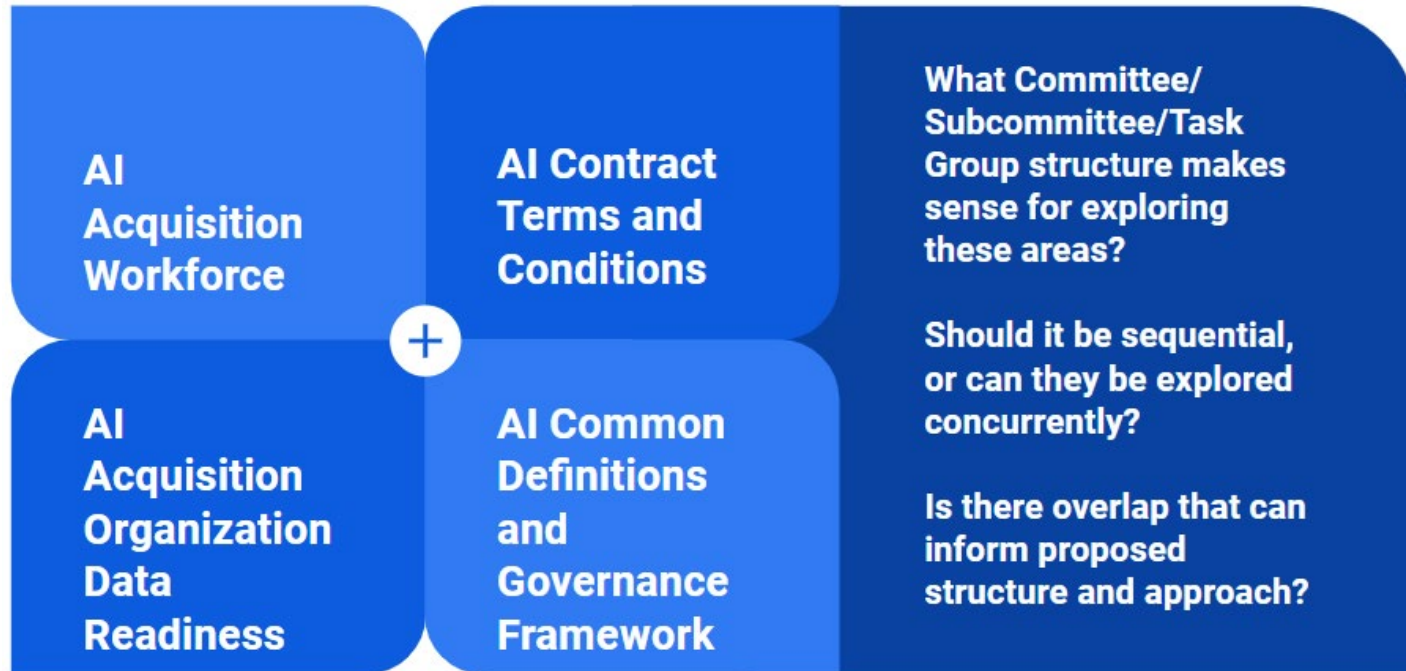 AI
Acquisition
Workforce
AI Contract
Terms and
Conditions
+
AI
Acquisition
Organization
Data
Readiness
AI Common
Definitions
and
Governance
Framework
What Committee/
Subcommittee/Task
Group structure makes
sense for exploring
these areas?
Should it be sequential,
or can they be explored
concurrently?
Is there overlap that can
inform proposed
structure and approach?